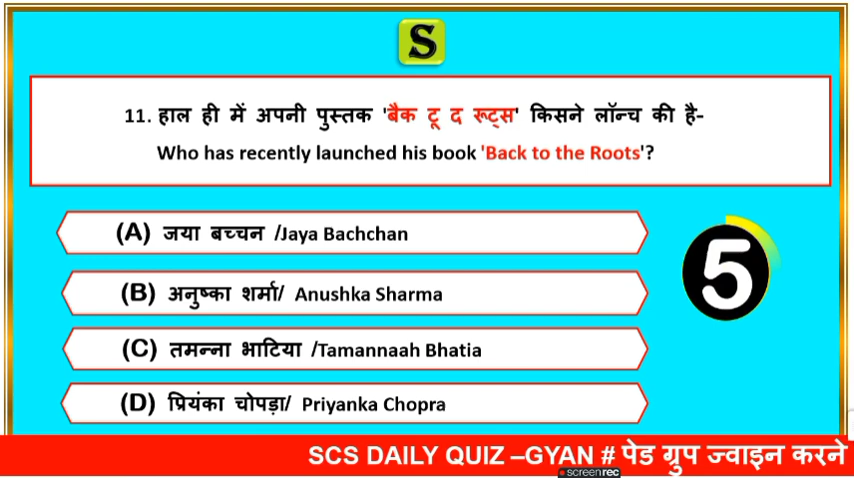 S
11. हाल ही में अपनी पुस्तक 'बैक टू द रूट्स' किसने लॉन्च की है-
Who has recently launched his book 'Back to the Roots'?
(A) जया बच्चन /Jaya Bachchan
5
(B) अनुष्का शर्मा/ Anushka Sharma
(C) तमन्ना भाटिया /Tamannaah Bhatia
(D) प्रियंका चोपड़ा/ Priyanka Chopra
SCS DAILY QUIZ –GYAN # पेड ग्रुप ज्वाइन करने
screenrec